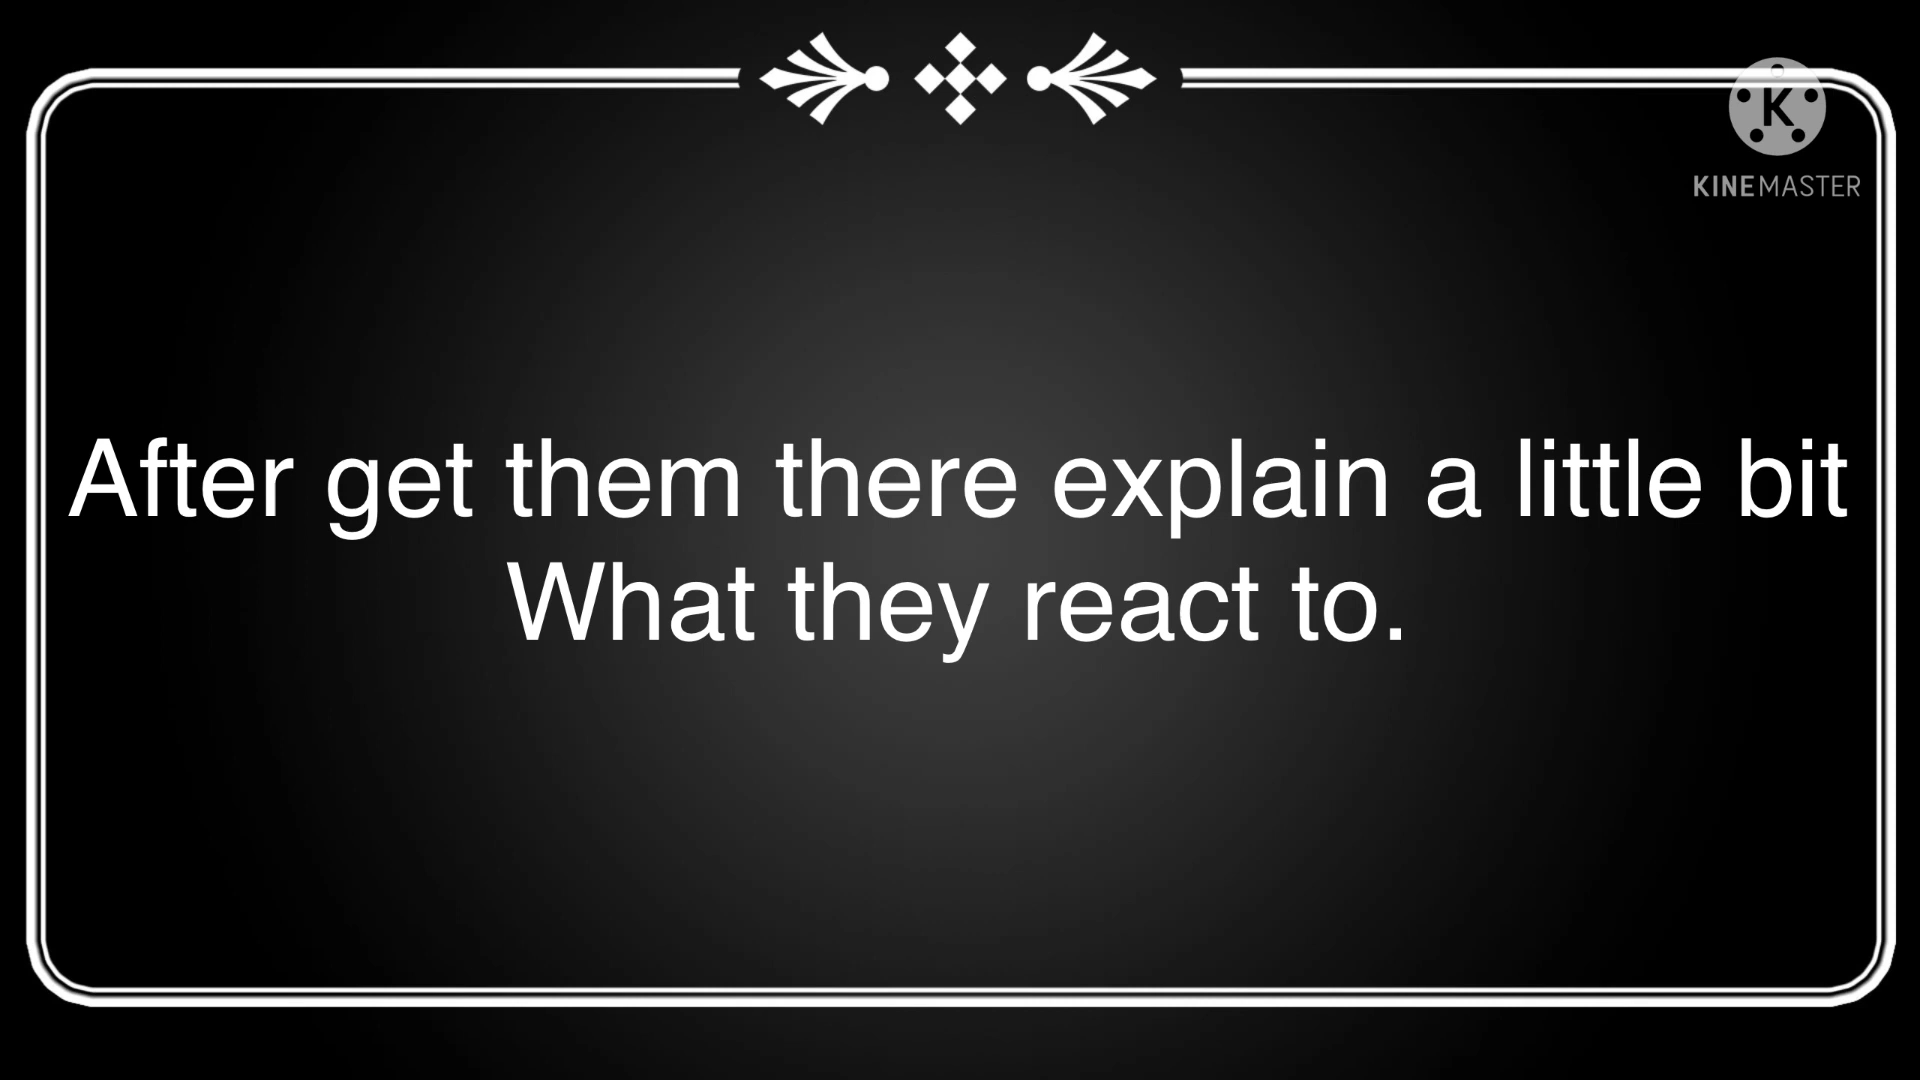 K
KINEMASTER
After get them there explain a little bit
What they react to.